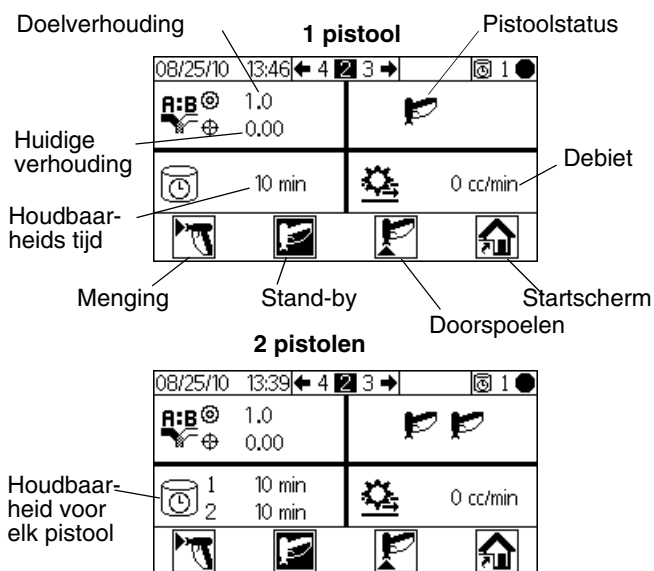 Doelverhouding
1 pistool
Pistoolstatus
08/25/10 13:46 4 2 3 1
A:B 1.0
0.00
Huidige
verhouding
Debiet
10 min
0 cc/min
Houdbaar-
heids tijd
Menging
Stand-by
Startscherm
Doorspoelen
2 pistolen
08/25/10 13:39 4 2 3 1
A:B 1.0
0.00
Houdbaar-
heid voor
elk pistool
1 10 min
2 10 min
0 cc/min